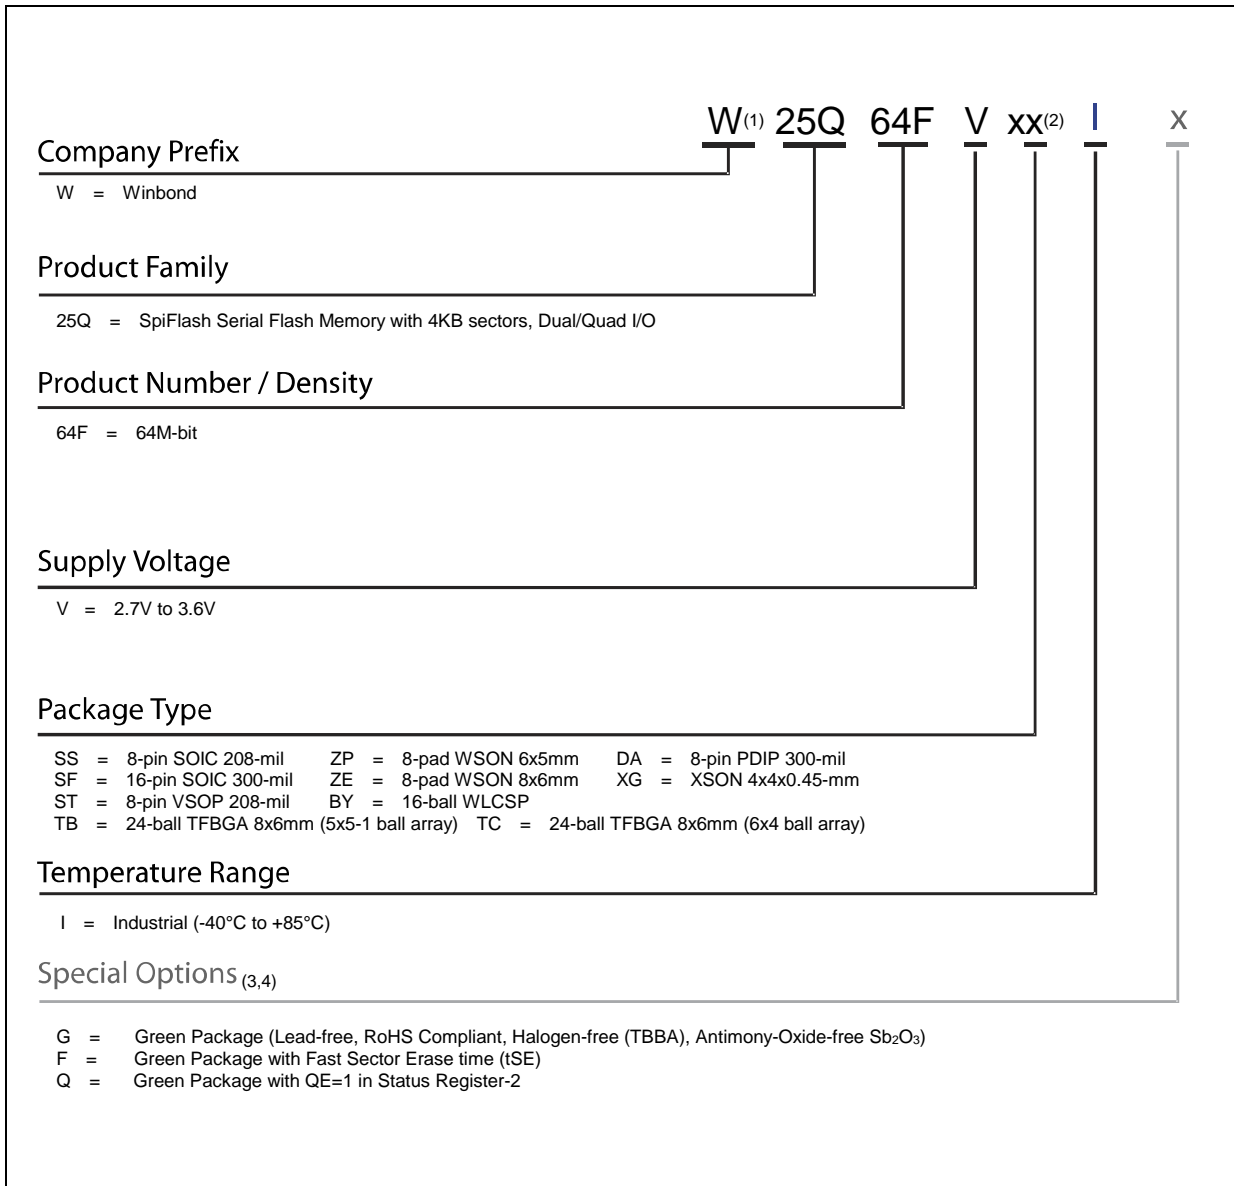 W(1) 25Q 64F V xx(2) I x
Company Prefix
W = Winbond
Product Family
25Q = SpiFlash Serial Flash Memory with 4KB sectors, Dual/Quad I/O
Product Number / Density
64F = 64M-bit
Supply Voltage
V = 2.7V to 3.6V
Package Type
SS = 8-pin SOIC 208-mil ZP = 8-pad WSON 6x5mm DA = 8-pin PDIP 300-mil
SF = 16-pin SOIC 300-mil ZE = 8-pad WSON 8x6mm XG = XSON 4x4x0.45-mm
ST = 8-pin VSOP 208-mil BY = 16-ball WLCSP
TB = 24-ball TFBGA 8x6mm (5x5-1 ball array) TC = 24-ball TFBGA 8x6mm (6x4 ball array)
Temperature Range
I = Industrial (-40°C to +85°C)
Special Options (3,4)
G = Green Package (Lead-free, RoHS Compliant, Halogen-free (TBBA), Antimony-Oxide-free Sb₂O₃)
F = Green Package with Fast Sector Erase time (tSE)
Q = Green Package with QE=1 in Status Register-2